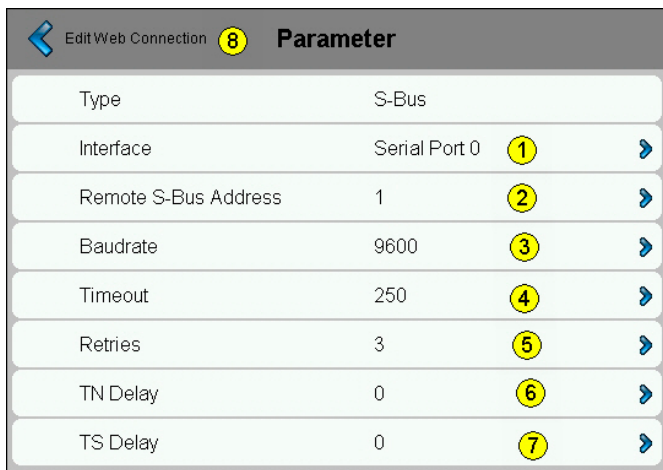 Edit Web Connection 8 Parameter
Type S-Bus
Interface Serial Port 0 1
Remote S-Bus Address 1 2
Baudrate 9600 3
Timeout 250 4
Retries 3 5
TN Delay 0 6
TS Delay 0 7